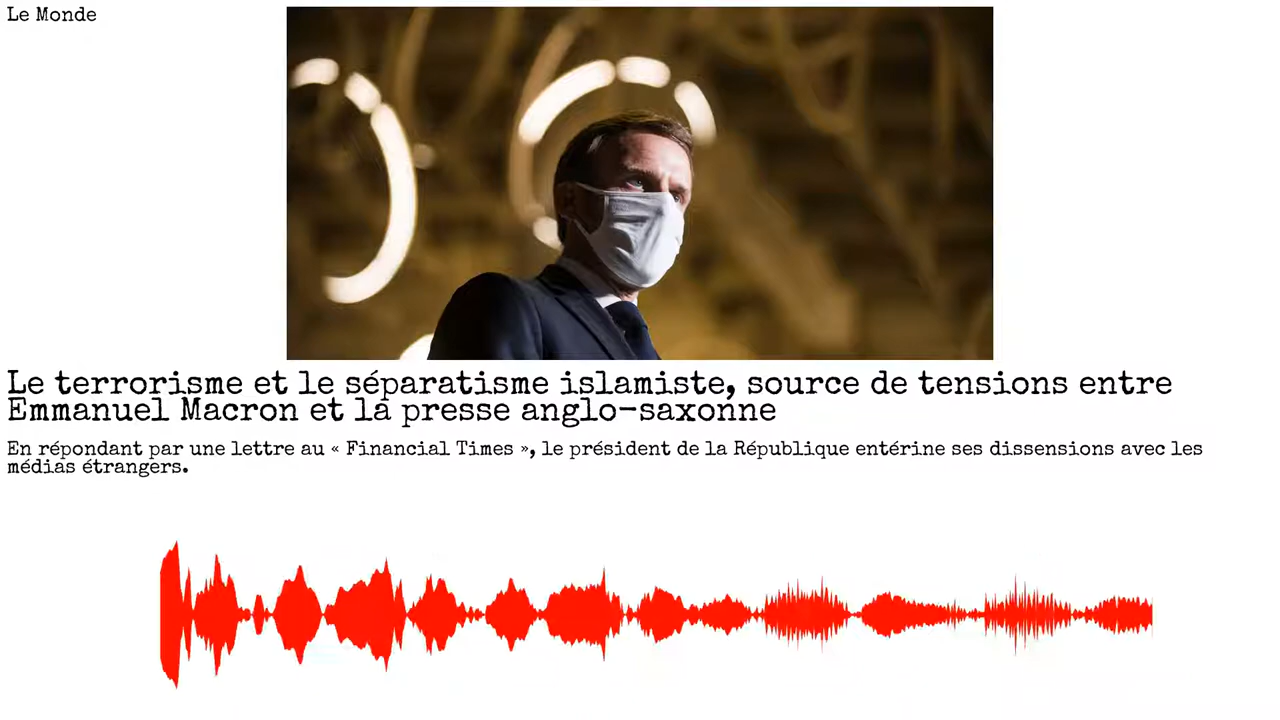 Le Monde
Le terrorisme et le séparatisme islamiste, source de tensions entre
Emmanuel Macron et la presse anglo-saxonne
En répondant par une lettre au « Financial Times », le président de la République entérine ses dissensions avec les
médias étrangers.